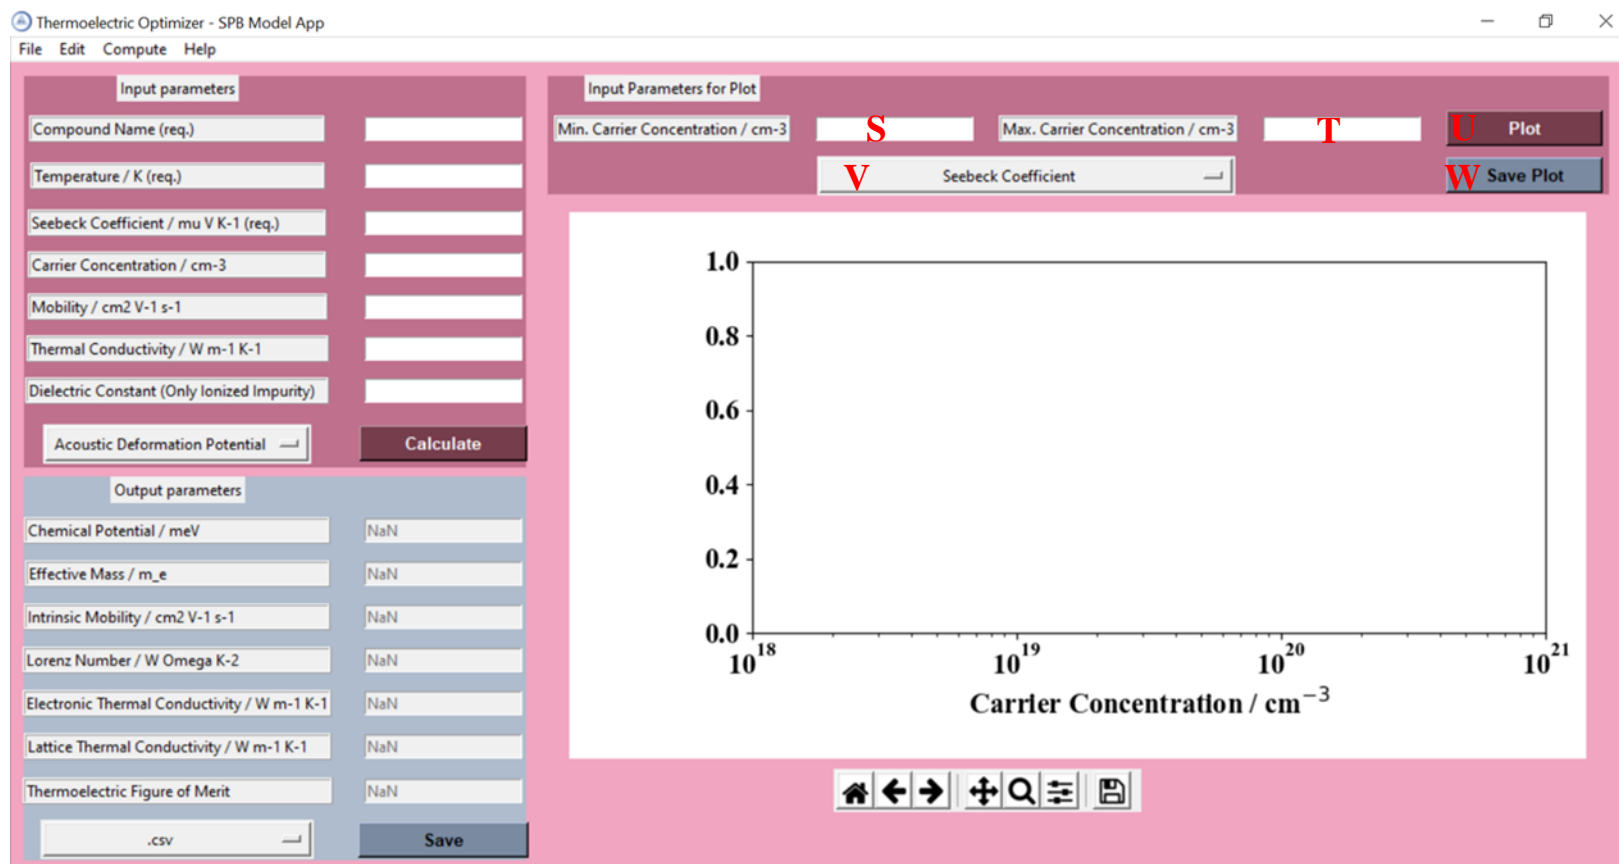 Thermoelectric Optimizer - SPB Model App
File Edit Compute Help
Input parameters
Compound Name (req.)
Temperature / K (req.)
Seebeck Coefficient / mu V K-1 (req.)
Carrier Concentration / cm-3
Mobility / cm2 V-1 s-1
Thermal Conductivity / W m-1 K-1
Dielectric Constant (Only Ionized Impurity)
Acoustic Deformation Potential Calculate
Output parameters
Chemical Potential / meV NaN
Effective Mass / m_e NaN
Intrinsic Mobility / cm2 V-1 s-1 NaN
Lorenz Number / W Omega K-2 NaN
Electronic Thermal Conductivity / W m-1 K-1 NaN
Lattice Thermal Conductivity / W m-1 K-1 NaN
Thermoelectric Figure of Merit NaN
.csv Save
Input Parameters for Plot
Min. Carrier Concentration / cm-3 S Max. Carrier Concentration / cm-3 T U Plot
V Seebeck Coefficient W Save Plot
1.0
0.8
0.6
0.4
0.2
0.0
10^18 10^19 10^20 10^21
Carrier Concentration / cm^−3